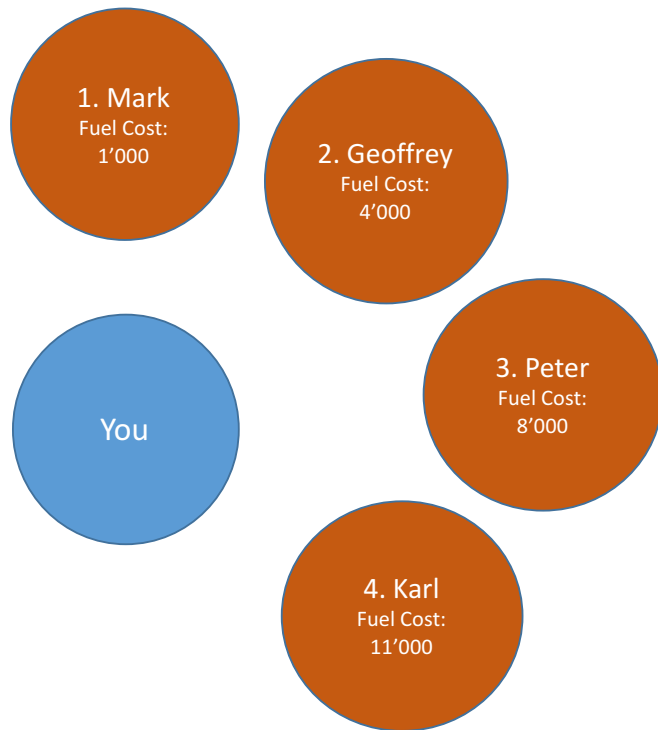 1. Mark
Fuel Cost:
1’000
2. Geoffrey
Fuel Cost:
4’000
3. Peter
Fuel Cost:
8’000
You
4. Karl
Fuel Cost:
11’000